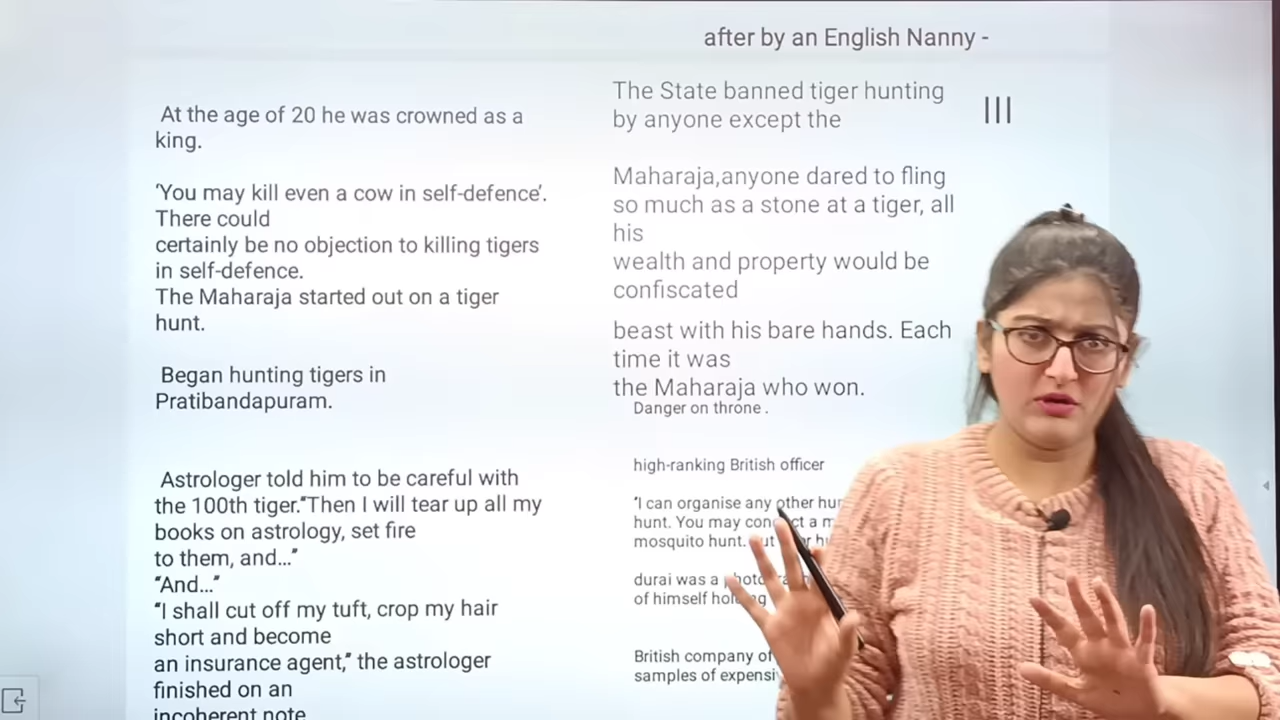 after by an English Nanny -
At the age of 20 he was crowned as a
king.
'You may kill even a cow in self-defence'.
There could
certainly be no objection to killing tigers
in self-defence.
The Maharaja started out on a tiger
hunt.
Began hunting tigers in
Pratibandapuram.
Astrologer told him to be careful with
the 100th tiger."Then I will tear up all my
books on astrology, set fire
to them, and..."
"And..."
"I shall cut off my tuft, crop my hair
short and become
an insurance agent," the astrologer
finished on an
incoherent note
The State banned tiger hunting
by anyone except the
Maharaja,anyone dared to fling
so much as a stone at a tiger, all
his
wealth and property would be
confiscated
beast with his bare hands. Each
time it was
the Maharaja who won.
Danger on throne .
high-ranking British officer
"I can organise any other
hunt. You may
mosquito hunt.
durai was a
of himself
British company of
samples of